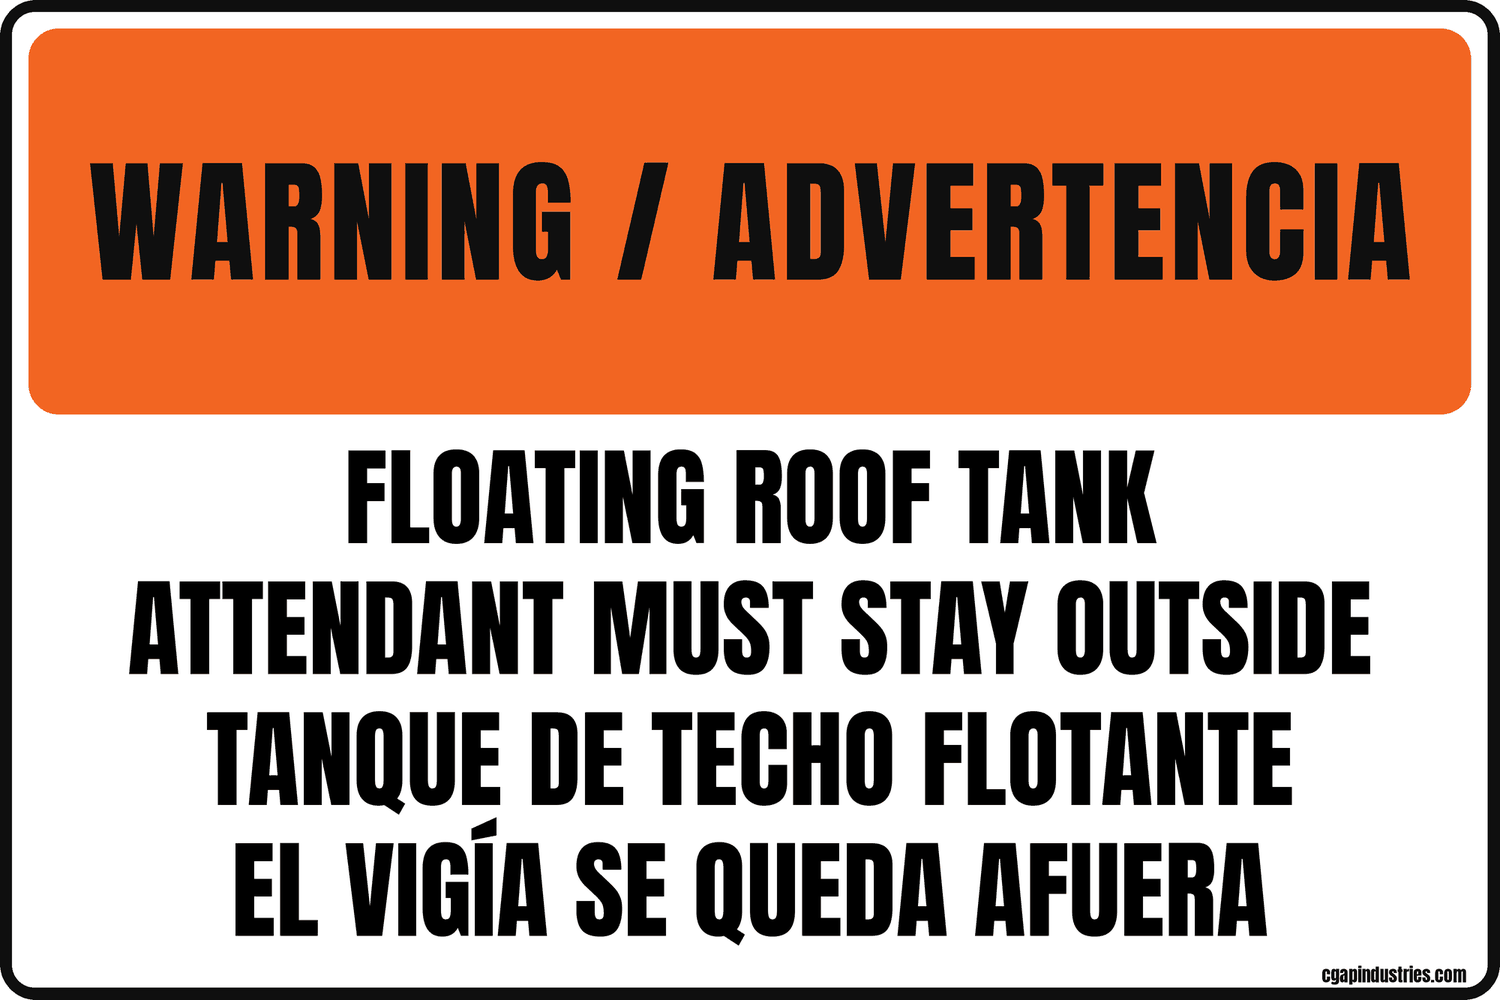 WARNING / ADVERTENCIA
FLOATING ROOF TANK
ATTENDANT MUST STAY OUTSIDE
TANQUE DE TECHO FLOTANTE
EL VIGÍA SE QUEDA AFUERA
cgapindustries.com